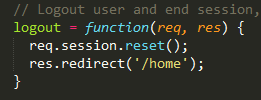 // Logout user and end session,
logout = function(req, res) {
req.session.reset();
res.redirect('/home');
}